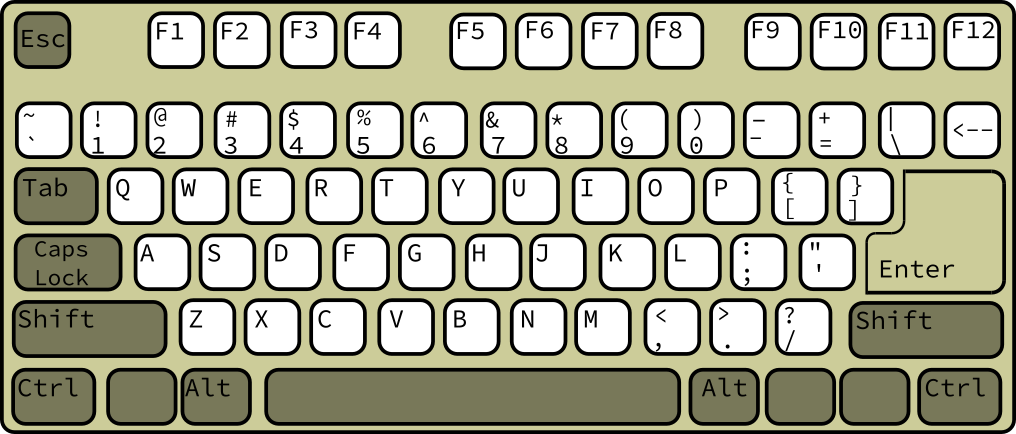 Esc F1 F2 F3 F4 F5 F6 F7 F8 F9 F10 F11 F12
~ ! @ # $ % ^ & * ( ) — + | <--
` 1 2 3 4 5 6 7 8 9 0 – = \
Tab Q W E R T Y U I O P { }
[ ]
Caps A S D F G H J K L : "
Lock ; ' Enter
Shift Z X C V B N M < > ? Shift
, . /
Ctrl Alt Alt Ctrl